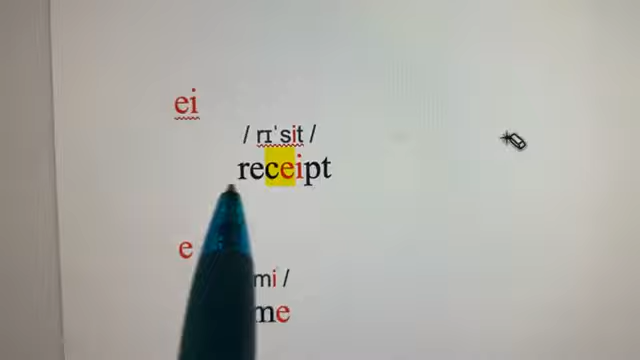 ei
/ rɪˈsit /
receipt
e
mi /
me